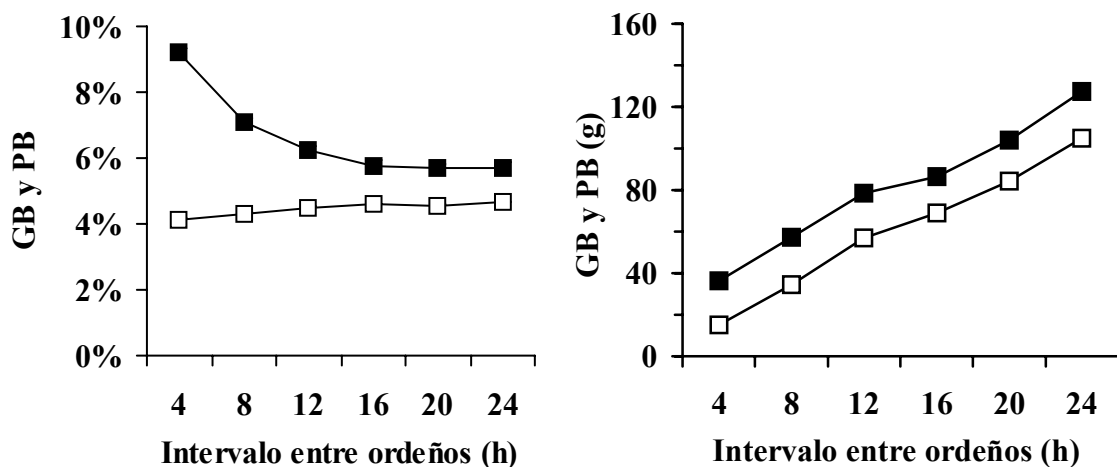 GB y PB
10%
8%
6%
4%
2%
0%
4 8 12 16 20 24
Intervalo entre ordeños (h)
GB y PB (g)
160
120
80
40
0
4 8 12 16 20 24
Intervalo entre ordeños (h)